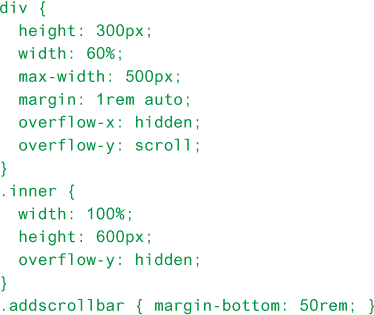 div {
  height: 300px;
  width: 60%;
  max-width: 500px;
  margin: 1rem auto;
  overflow-x: hidden;
  overflow-y: scroll;
}
.inner {
  width: 100%;
  height: 600px;
  overflow-y: hidden;
}
.addscrollbar { margin-bottom: 50rem; }